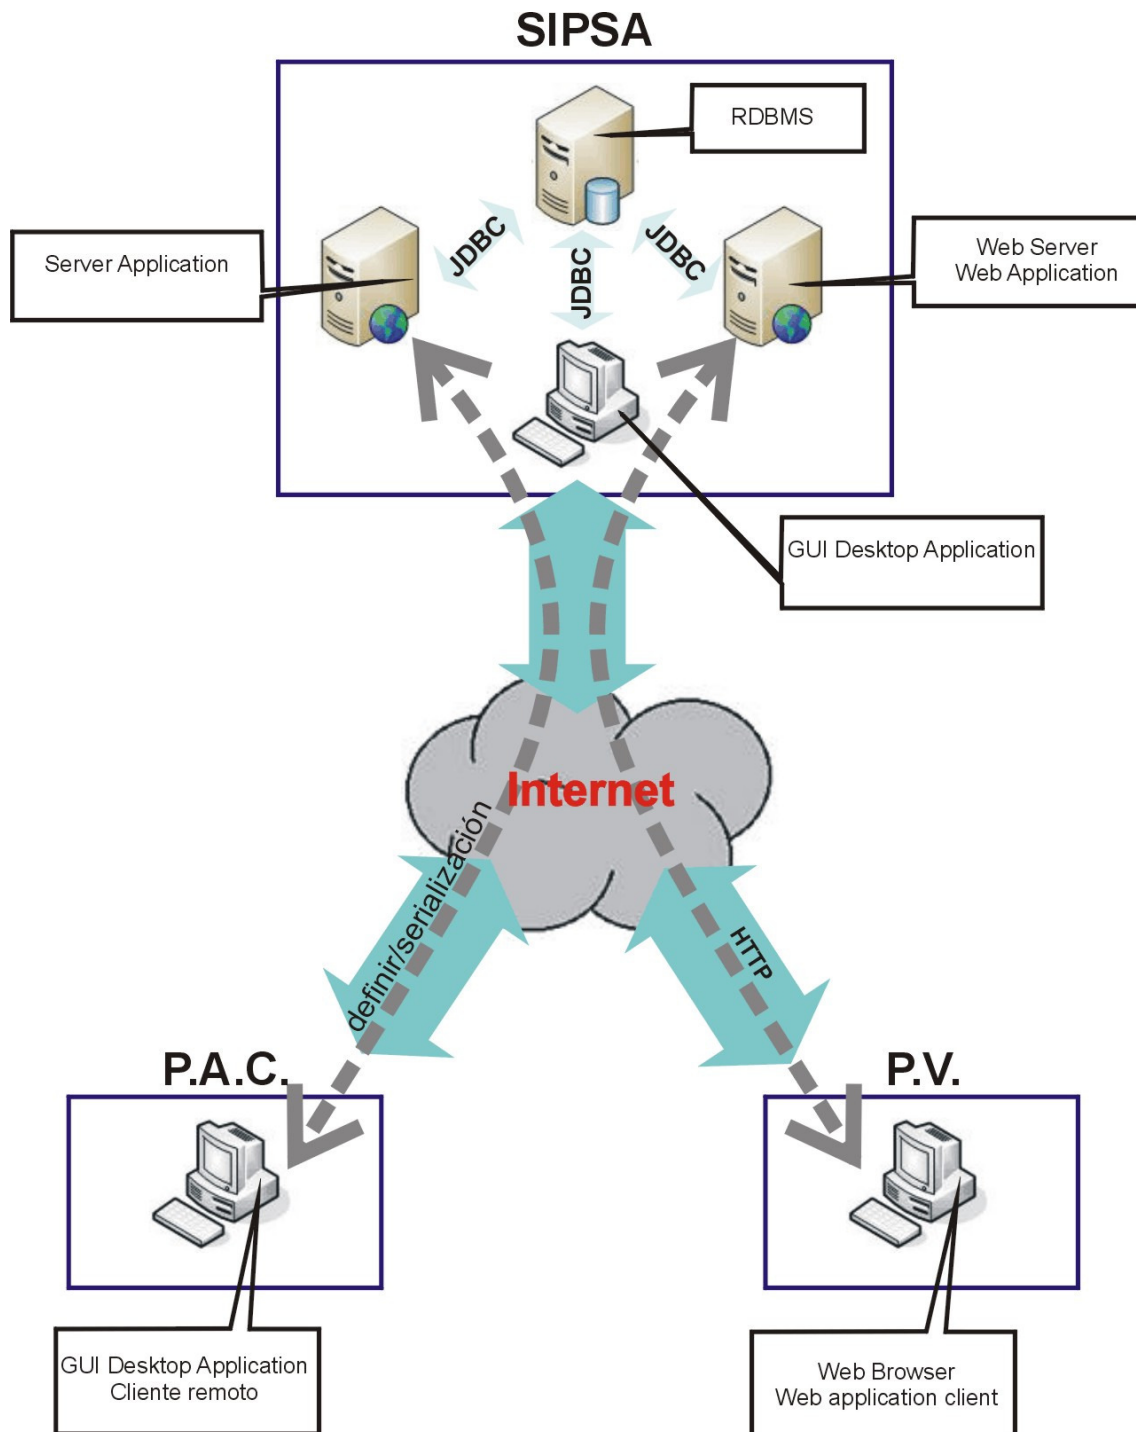 SIPSA
RDBMS
Server Application
JDBC
JDBC
JDBC
Web Server
Web Application
GUI Desktop Application
Internet
definir/serialización
HTTP
P.A.C.
P.V.
GUI Desktop Application
Cliente remoto
Web Browser
Web application client